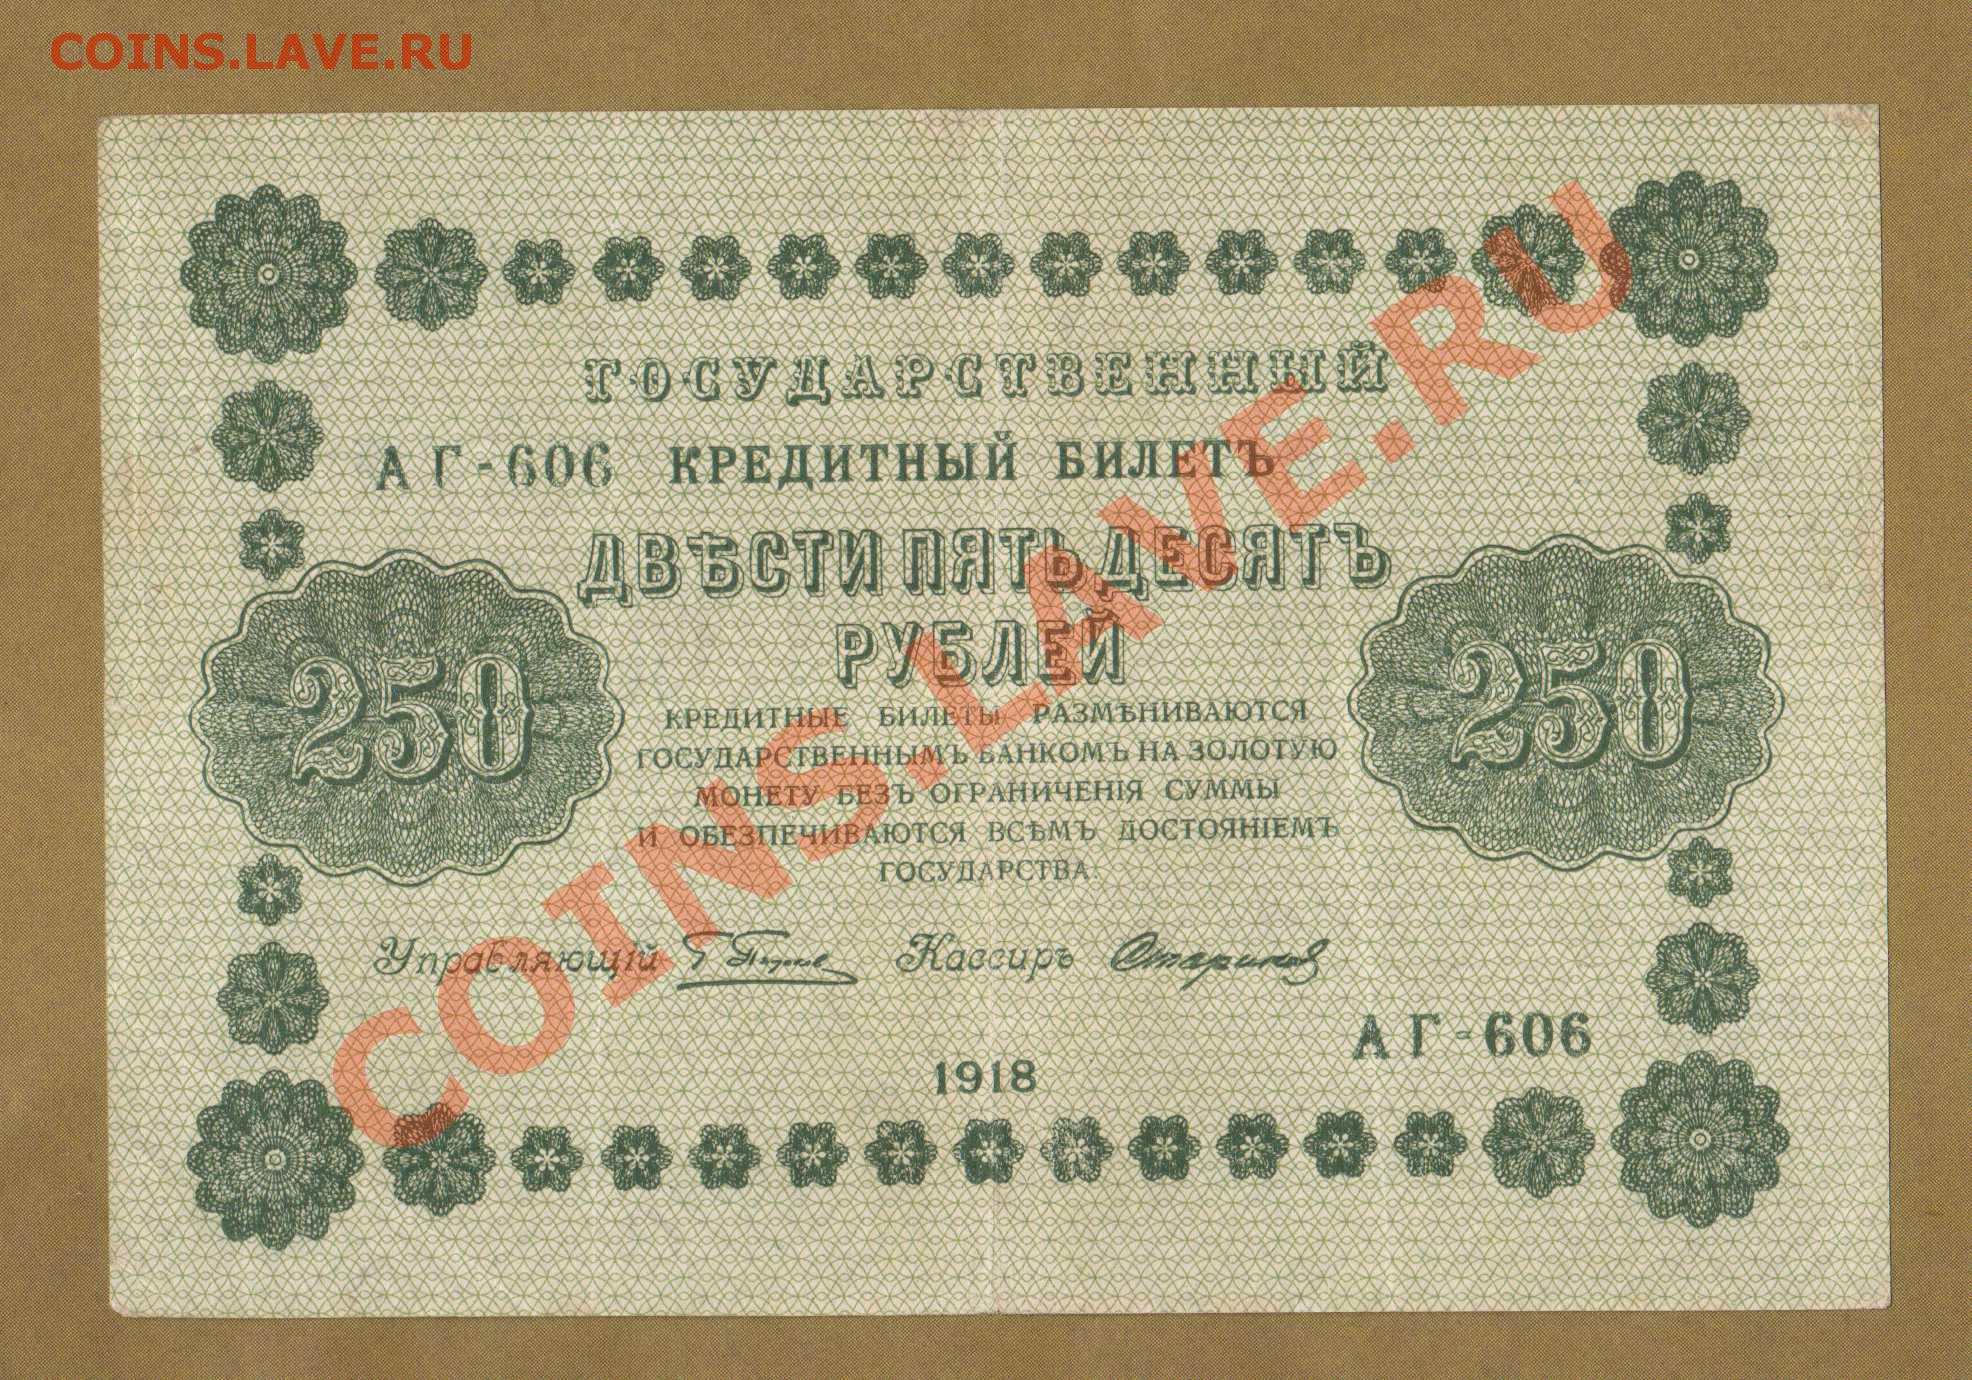 COINS.LAVE.RU
ГОСУДАРСТВЕННЫЙ
АГ-606 КРЕДИТНЫЙ БИЛЕТЪ
ДВѢСТИ ПЯТЬДЕСЯТЪ
РУБЛЕЙ
250 250
КРЕДИТНЫЕ БИЛЕТЫ РАЗМѢНИВАЮТСЯ
ГОСУДАРСТВЕННЫМЪ БАНКОМЪ НА ЗОЛОТУЮ
МОНЕТУ БЕЗЪ ОГРАНИЧЕНІЯ СУММЫ
И ОБЕЗПЕЧИВАЮТСЯ ВСѢМЪ ДОСТОЯНІЕМЪ
ГОСУДАРСТВА.
Управляющій Кассиръ
АГ-606
1918
COINS.LAVE.RU